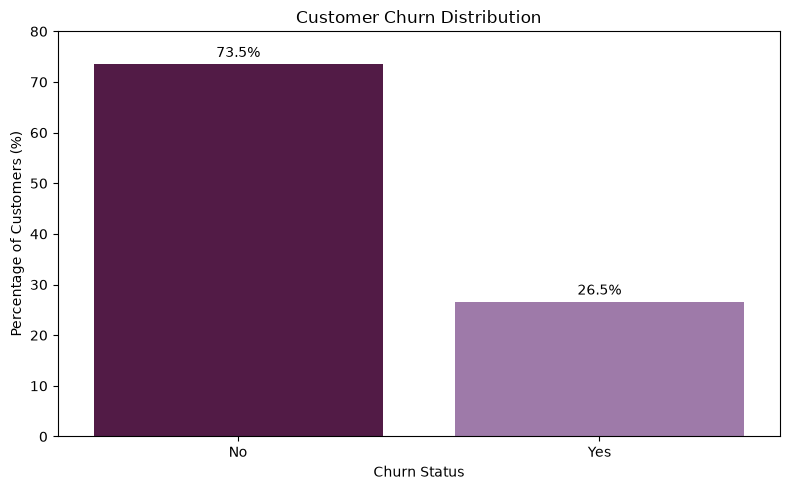 Customer Churn Distribution
Percentage of Customers (%)
80
70
60
50
40
30
20
10
0
73.5%
26.5%
No
Yes
Churn Status